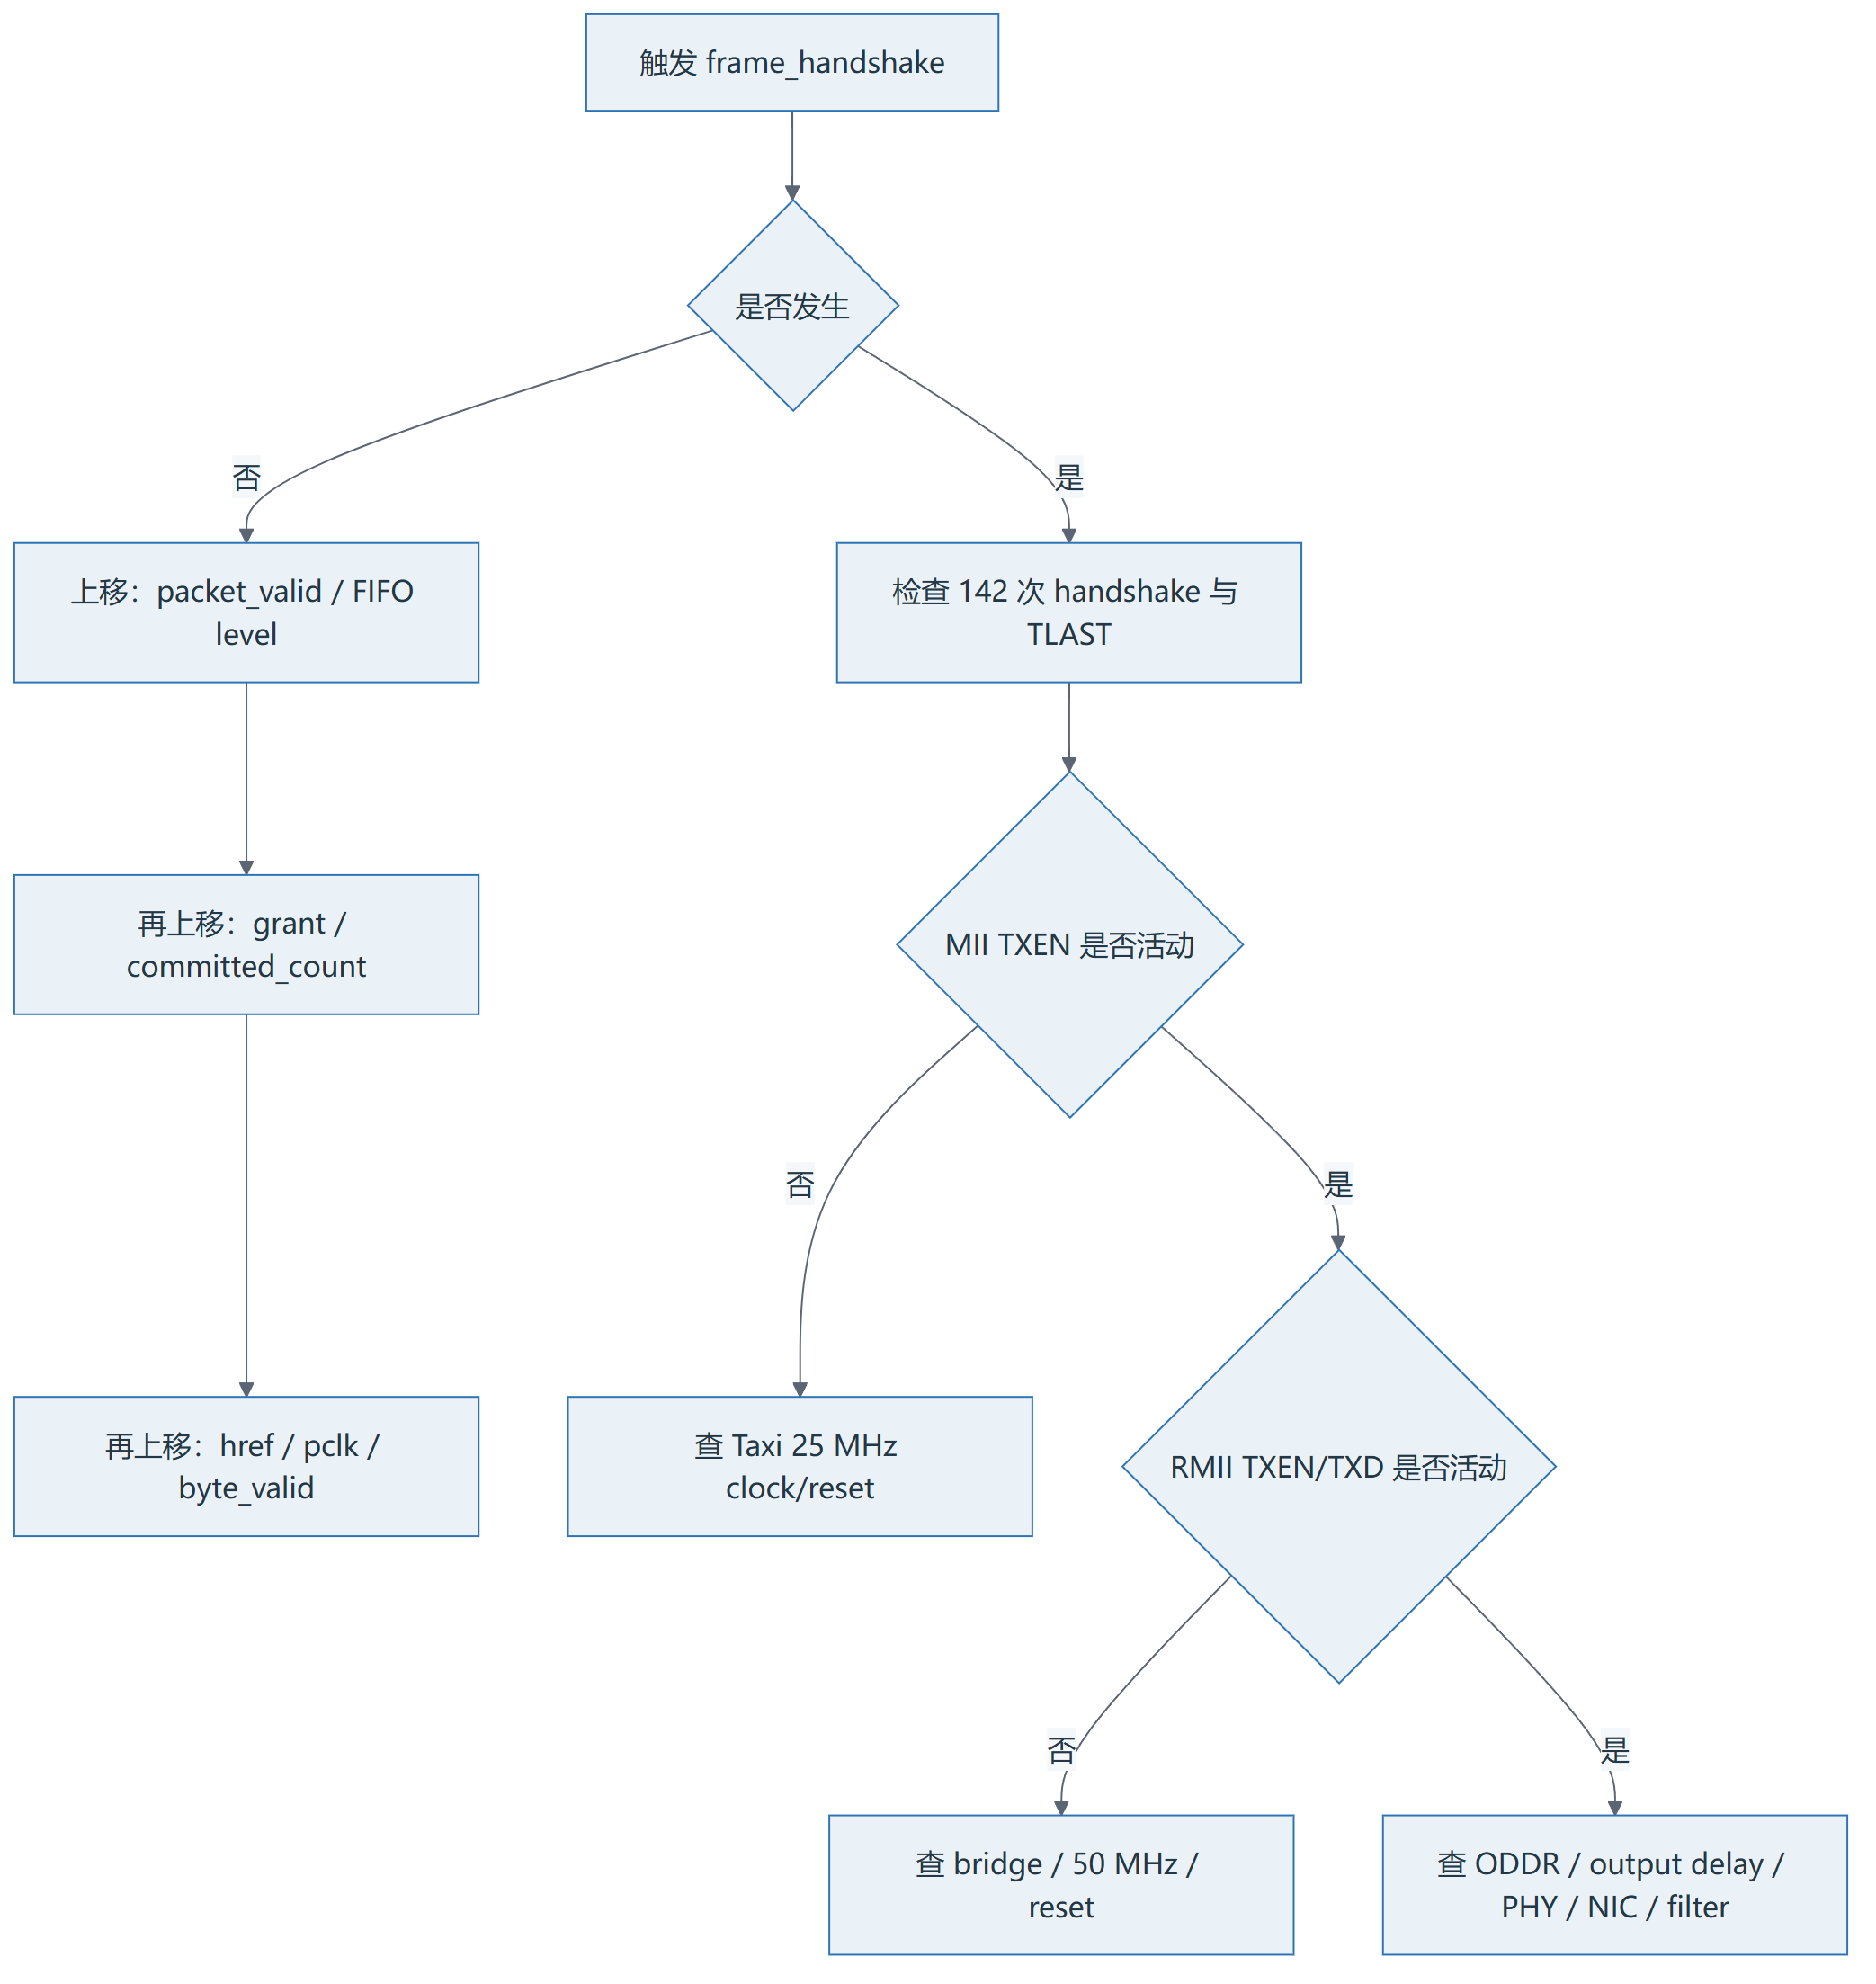 触发 frame_handshake
是否发生
否
是
上移：packet_valid / FIFO
level
检查 142 次 handshake 与
TLAST
再上移：grant /
committed_count
MII TXEN 是否活动
否
是
再上移：href / pclk /
byte_valid
查 Taxi 25 MHz
clock/reset
RMII TXEN/TXD 是否活动
否
是
查 bridge / 50 MHz /
reset
查 ODDR / output delay /
PHY / NIC / filter